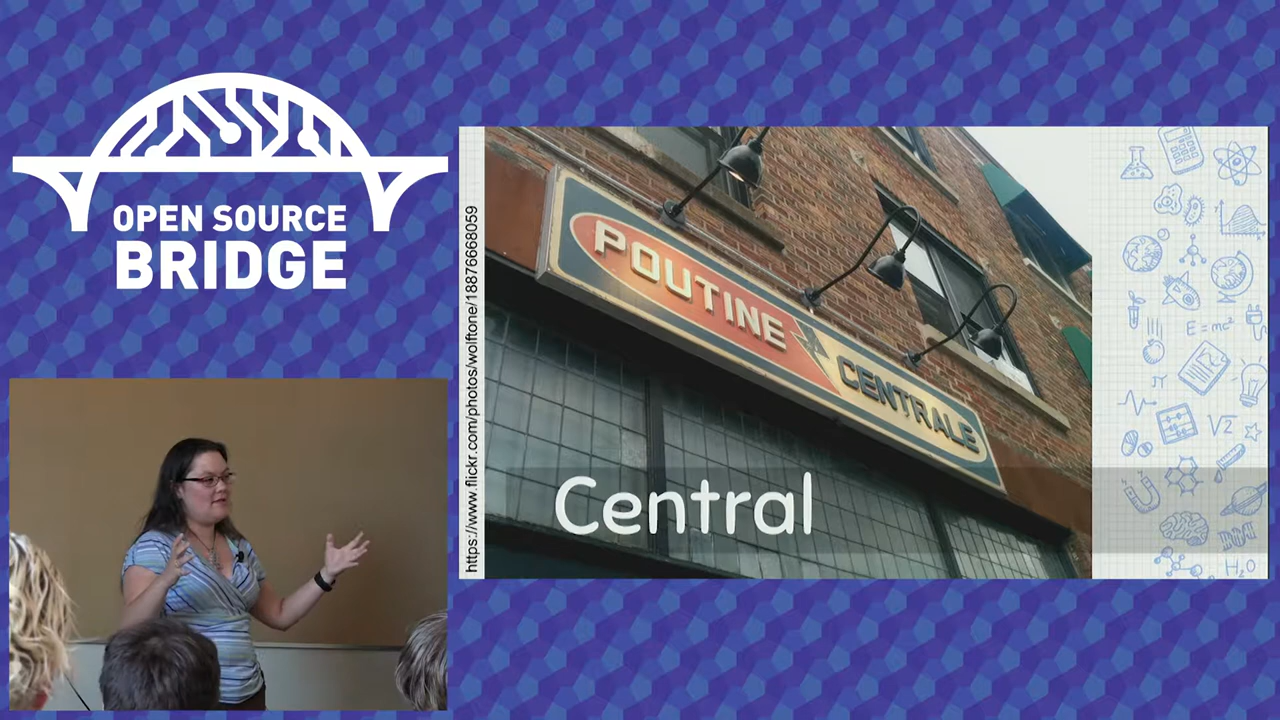 OPEN SOURCE
BRIDGE
https://www.flickr.com/photos/wolftone/18876668059
POUTINE CENTRALE
Central
E=mc²
√2
H₂O